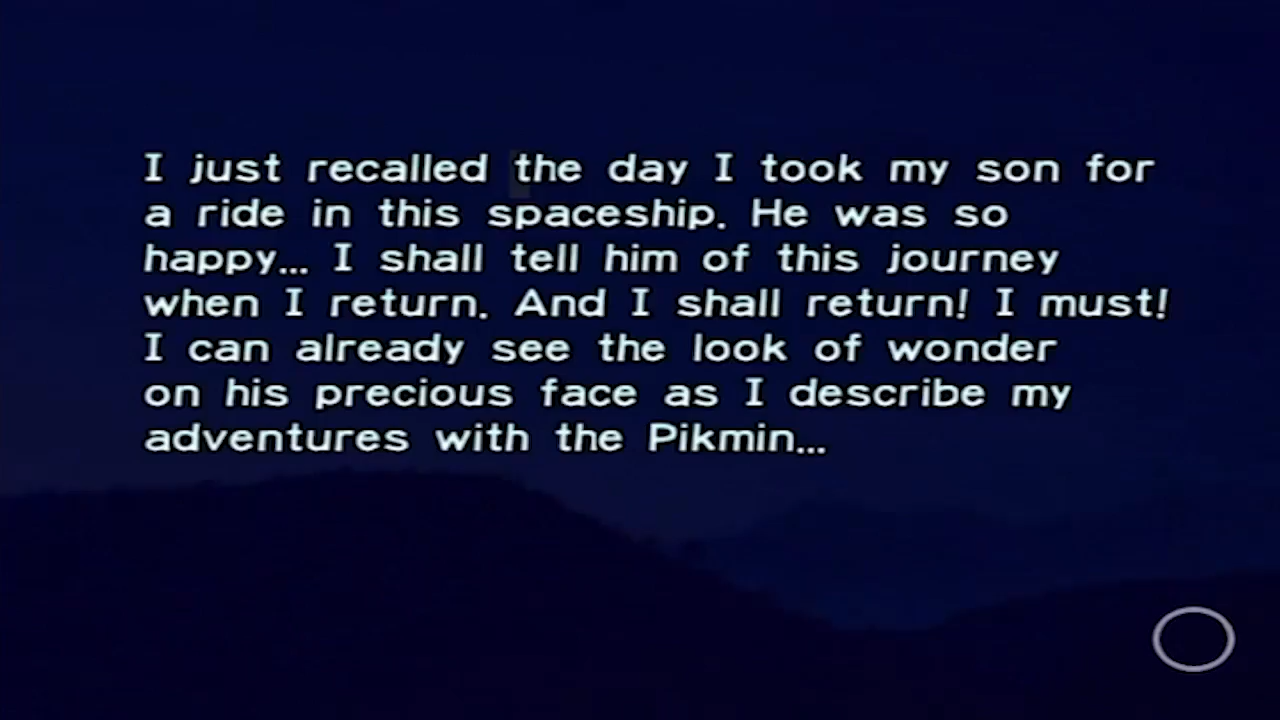 I just recalled the day I took my son for
a ride in this spaceship. He was so
happy... I shall tell him of this journey
when I return. And I shall return! I must!
I can already see the look of wonder
on his precious face as I describe my
adventures with the Pikmin...